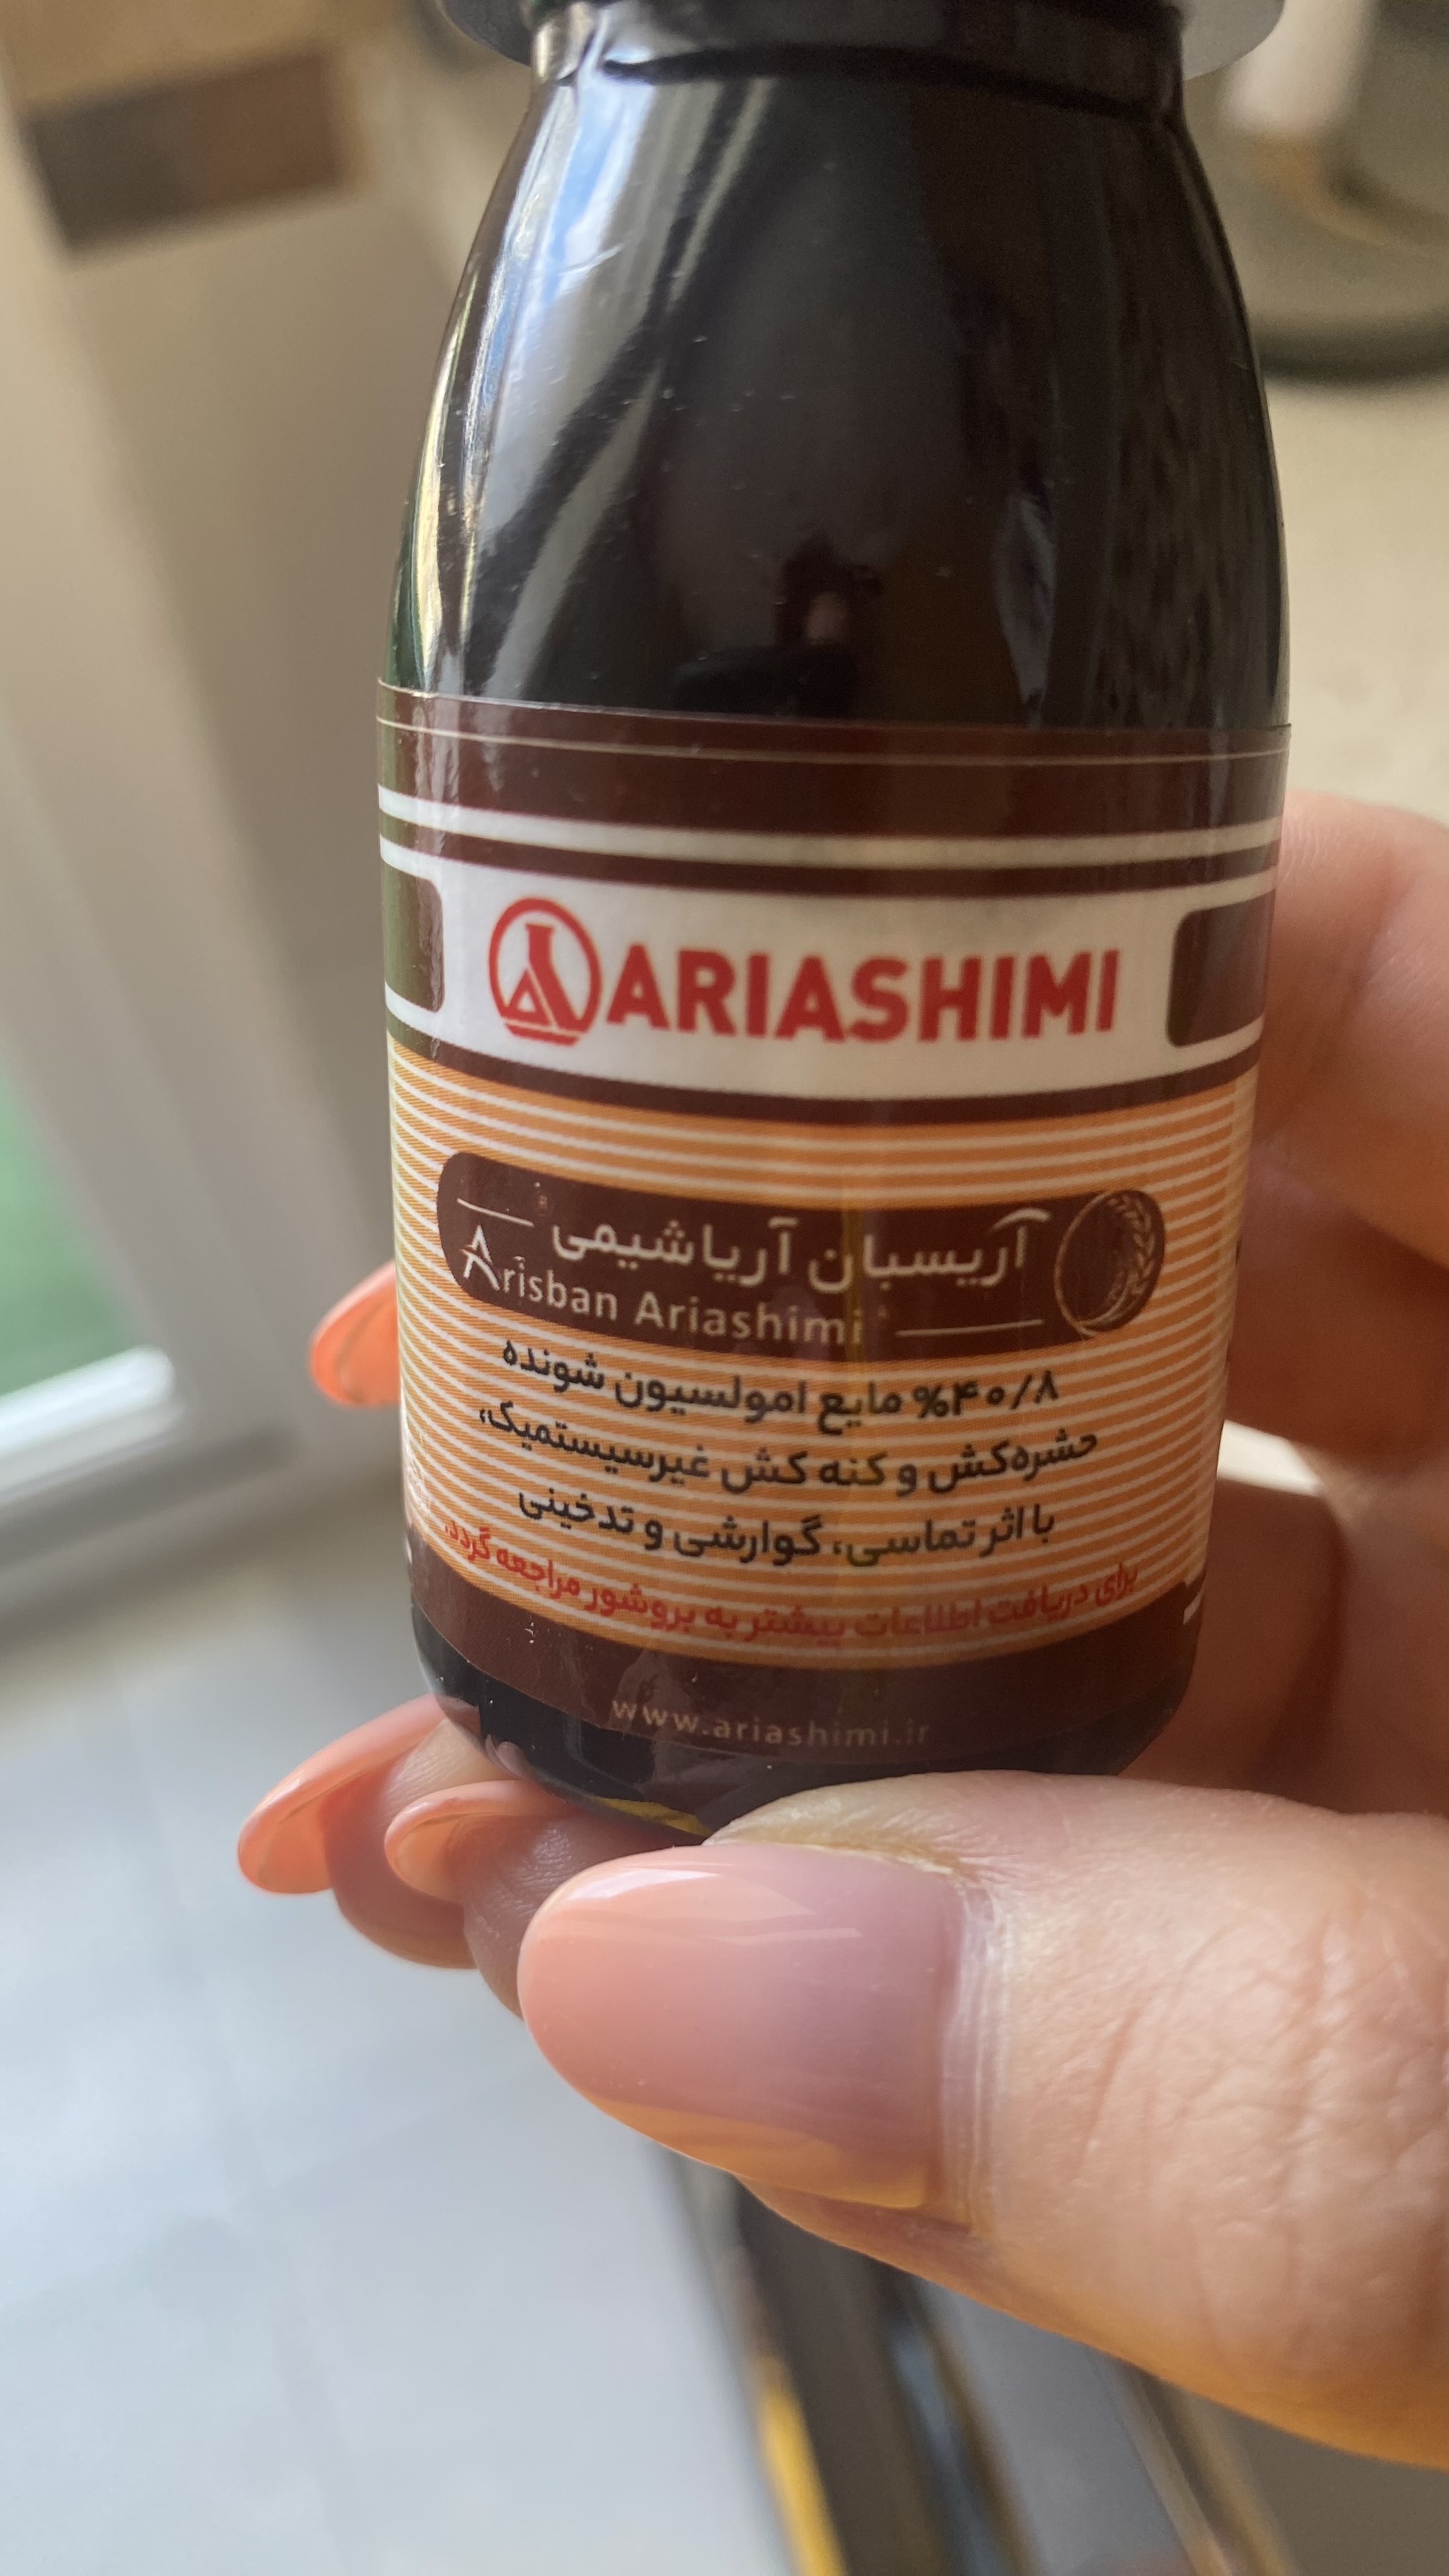 ARIASHIMI
آریسبان آریاشیمی
Arisban Ariashimi
۴۰/۸% مایع امولسیون شونده
حشره‌کش و کنه کش غیرسیستمیک،
با اثر تماسی، گوارشی و تدخینی
برای دریافت اطلاعات بیشتر به بروشور مراجعه گردد.
www.ariashimi.ir